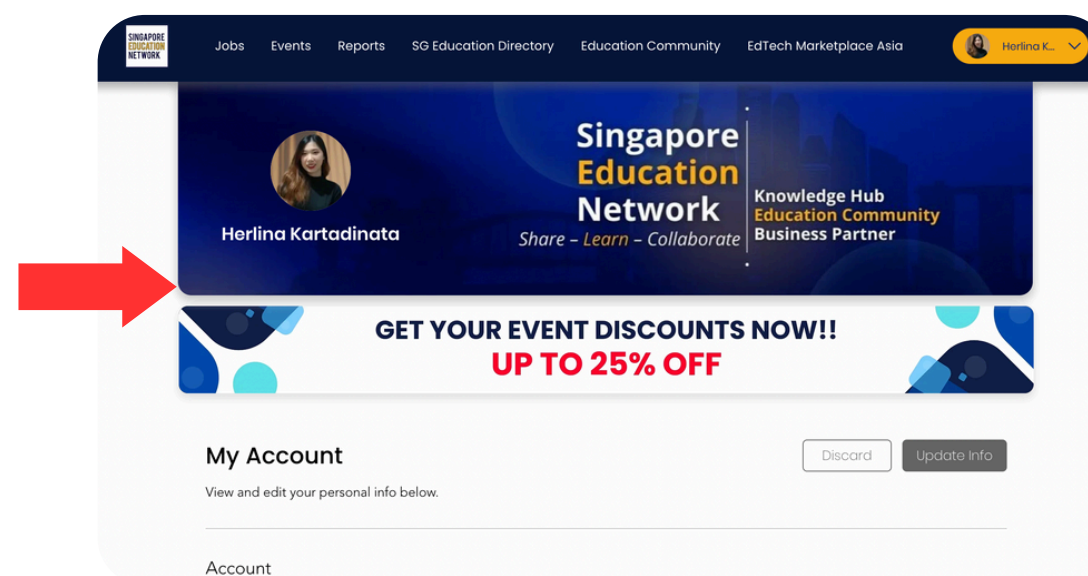 SINGAPORE
EDUCATION
NETWORK
Jobs Events Reports SG Education Directory Education Community EdTech Marketplace Asia Herlina K...
Herlina Kartadinata
Singapore
Education
Network
Share – Learn – Collaborate
Knowledge Hub
Education Community
Business Partner
GET YOUR EVENT DISCOUNTS NOW!!
UP TO 25% OFF
My Account
Discard Update Info
View and edit your personal info below.
Account